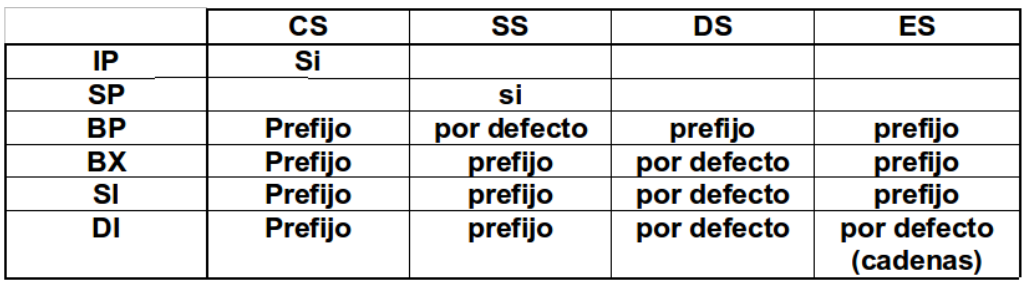 CS SS DS ES
IP Si
SP si
BP Prefijo por defecto prefijo prefijo
BX Prefijo prefijo por defecto prefijo
SI Prefijo prefijo por defecto prefijo
DI Prefijo prefijo por defecto por defecto
(cadenas)